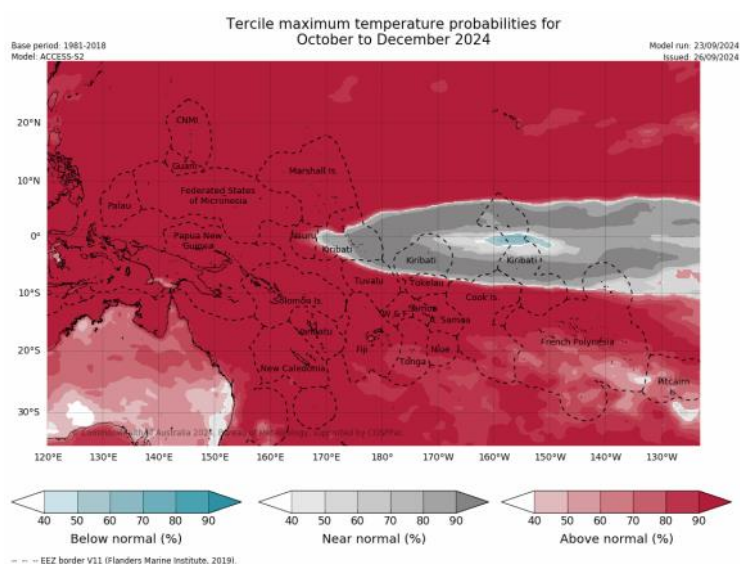 Tercile maximum temperature probabilities for
October to December 2024
Base period: 1981-2018
Model: ACCESS-S2
Model run: 23/09/2024
Issued: 26/09/2024
20°N
10°N
0°
10°S
20°S
30°S
CNMI
Guam
Marshall Is.
Federated States
of Micronesia
Palau
Papua New
Guinea
Nauru
Kiribati
Kiribati
Kiribati
Tuvalu
Tokelau
Solomon Is.
Cook Is.
W & F
Samoa
A. Samoa
Vanuatu
Fiji
Niue
Tonga
French Polynesia
New Caledonia
Pitcairn
120°E
130°E
140°E
150°E
160°E
170°E
180°
170°W
160°W
150°W
140°W
130°W
40 50 60 70 80 90
Below normal (%)
40 50 60 70 80 90
Near normal (%)
40 50 60 70 80 90
Above normal (%)
EEZ border V11 (Flanders Marine Institute, 2019).